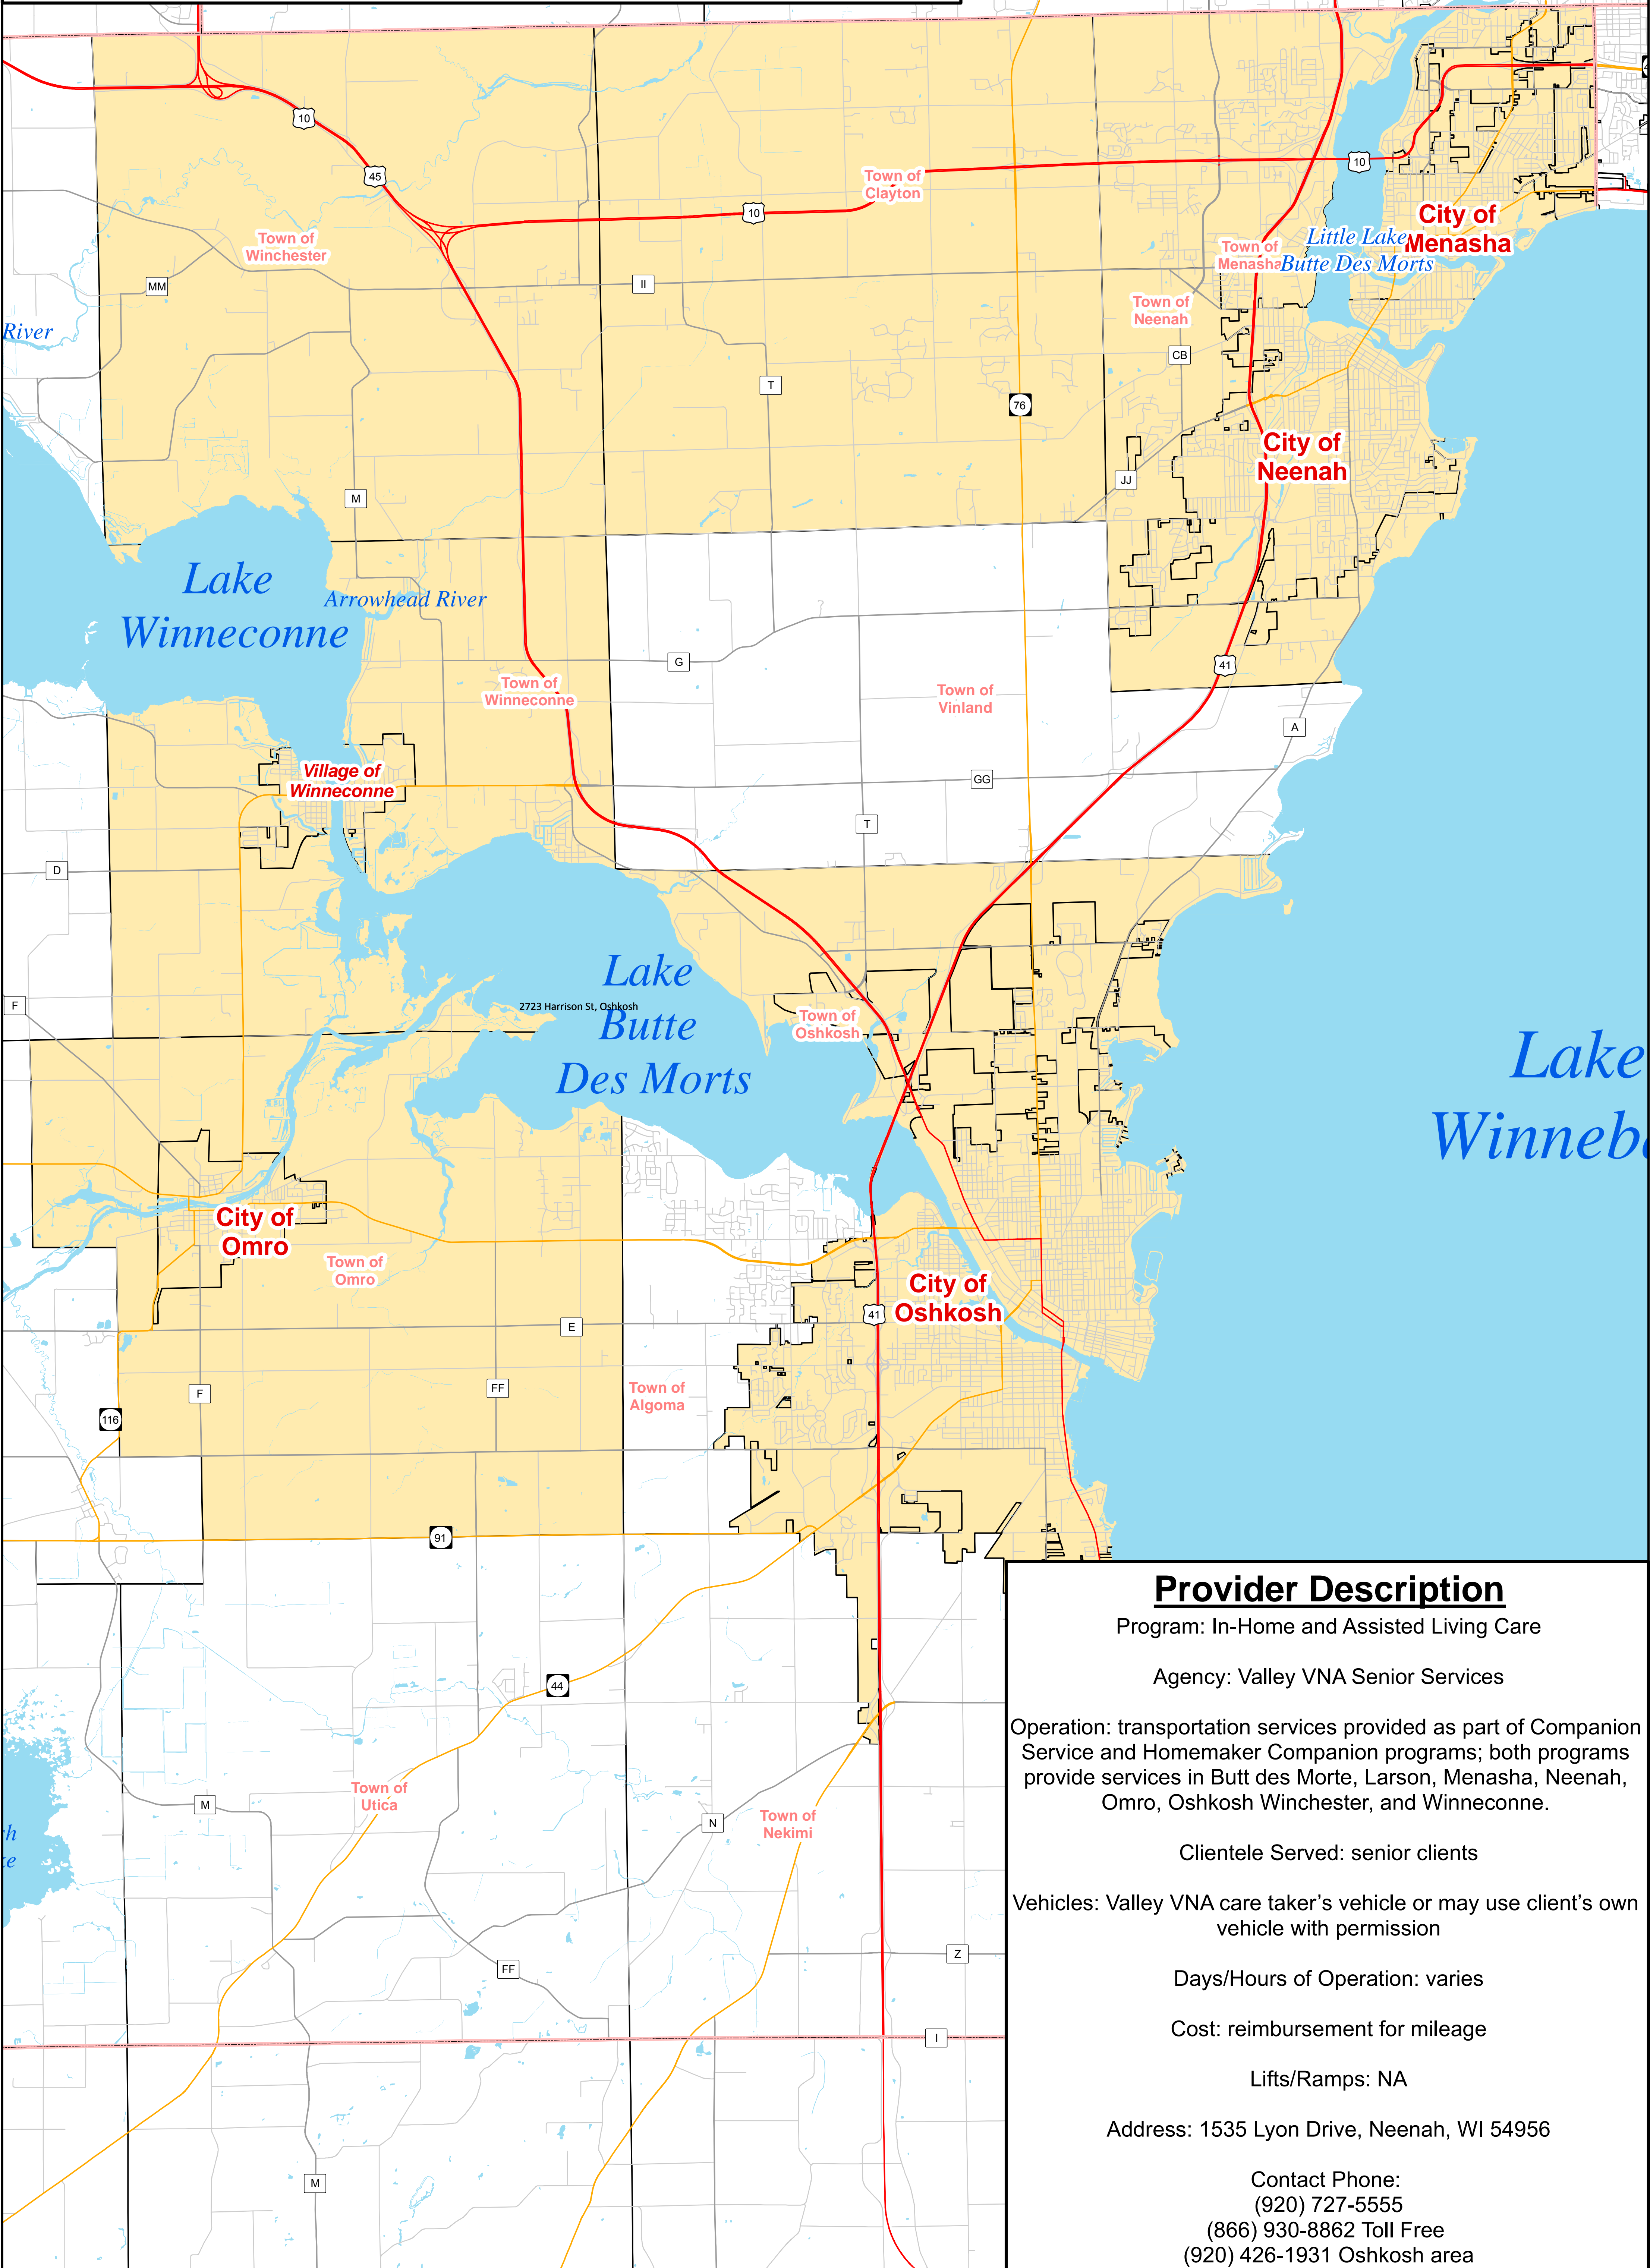 10
45
10
10
Town of
Clayton
Town of
Winchester
City of
Menasha
Little Lake
Butte Des Morts
Town of
Menasha
MM
II
Town of
Neenah
River
CB
T
76
City of
Neenah
JJ
M
Lake
Winneconne
Arrowhead River
G
41
Town of
Winneconne
Town of
Vinland
A
Village of
Winneconne
GG
T
D
Lake
Butte
Des Morts
2723 Harrison St, Oshkosh
F
Town of
Oshkosh
Lake
City of
Omro
Town of
Omro
City of
Oshkosh
41
E
F
FF
Town of
Algoma
116
91
44
Town of
Utica
M
N
Town of
Nekimi
Z
FF
I
M
Provider Description
Program: In-Home and Assisted Living Care
Agency: Valley VNA Senior Services
Operation: transportation services provided as part of Companion
Service and Homemaker Companion programs; both programs
provide services in Butt des Morte, Larson, Menasha, Neenah,
Omro, Oshkosh Winchester, and Winneconne.
Clientele Served: senior clients
Vehicles: Valley VNA care taker's vehicle or may use client's own
vehicle with permission
Days/Hours of Operation: varies
Cost: reimbursement for mileage
Lifts/Ramps: NA
Address: 1535 Lyon Drive, Neenah, WI 54956
Contact Phone:
(920) 727-5555
(866) 930-8862 Toll Free
(920) 426-1931 Oshkosh area